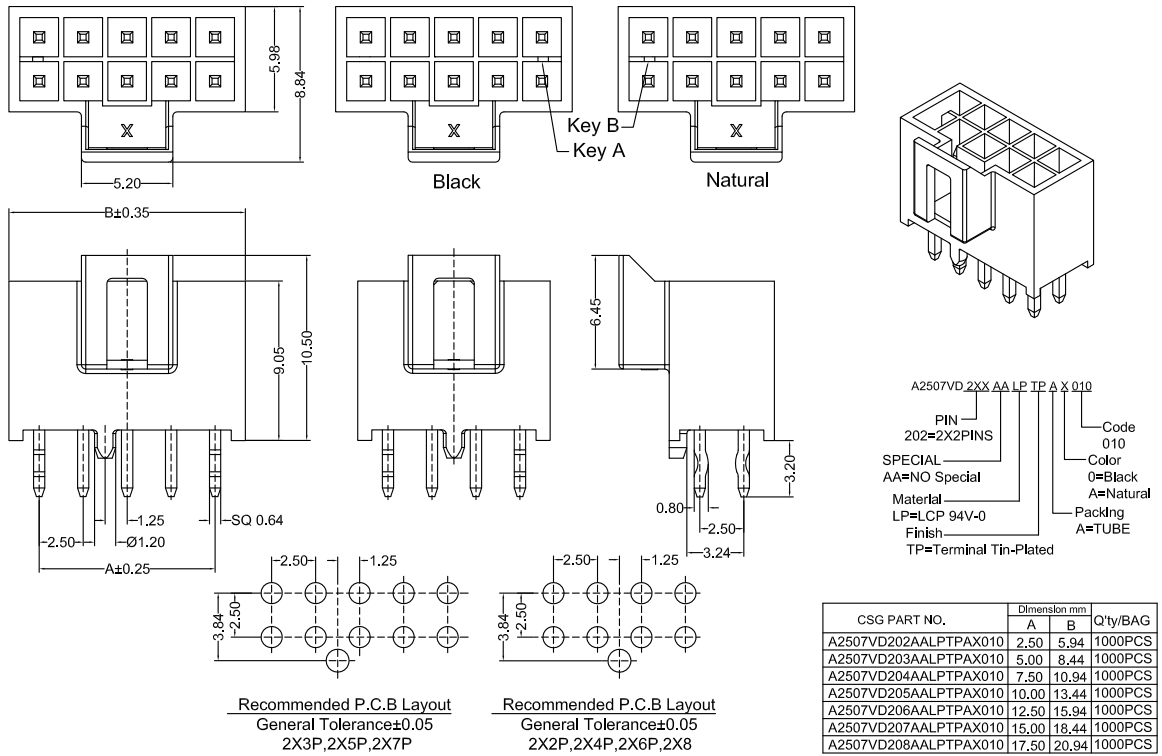 5.98
8.84
X
X
X
5.20
Key B
Key A
Black
Natural
B±0.35
9.05
10.50
6.45
3.20
1.25
SQ 0.64
2.50
Ø1.20
A±0.25
0.80
2.50
3.24
2.50
1.25
3.84
2.50
Recommended P.C.B Layout
General Tolerance±0.05
2X3P,2X5P,2X7P
2.50
1.25
3.84
2.50
Recommended P.C.B Layout
General Tolerance±0.05
2X2P,2X4P,2X6P,2X8
A2507VD 2XX AA LP TP A X 010
PIN
202=2X2PINS
SPECIAL
AA=NO Special
Material
LP=LCP 94V-0
Finish
TP=Terminal Tin-Plated
Code
010
Color
0=Black
A=Natural
Packing
A=TUBE
CSG PART NO. Dimension mm Q'ty/BAG
A B
A2507VD202AALPTPAX010 2.50 5.94 1000PCS
A2507VD203AALPTPAX010 5.00 8.44 1000PCS
A2507VD204AALPTPAX010 7.50 10.94 1000PCS
A2507VD205AALPTPAX010 10.00 13.44 1000PCS
A2507VD206AALPTPAX010 12.50 15.94 1000PCS
A2507VD207AALPTPAX010 15.00 18.44 1000PCS
A2507VD208AALPTPAX010 17.50 20.94 1000PCS